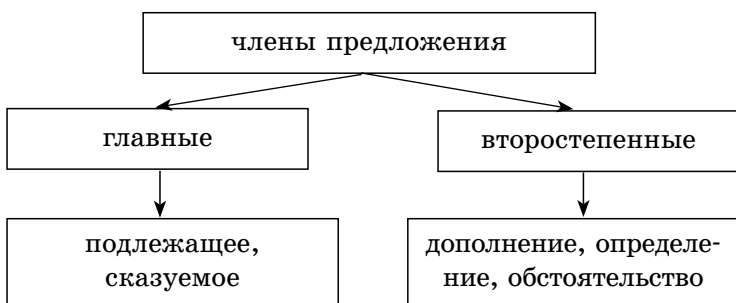 члены предложения
главные
второстепенные
подлежащее,
сказуемое
дополнение, определе-
ние, обстоятельство